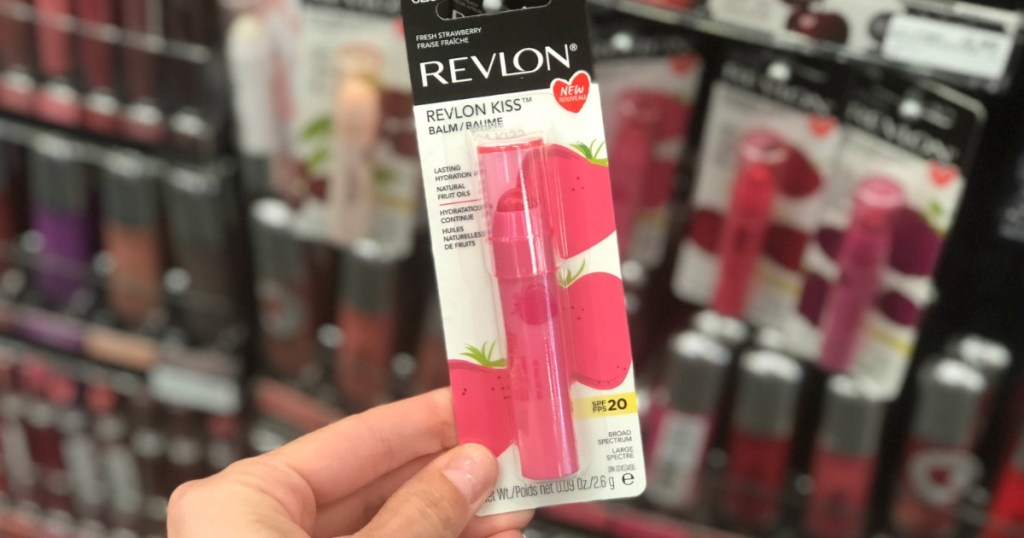 FRESH STRAWBERRY
FRAISE FRAÎCHE
REVLON®
NEW
NOUVEAU
REVLON KISS™
BALM / BAUME
LASTING
HYDRATION
NATURAL
FRUIT OILS
HYDRATATION
CONTINUE
HUILES
NATURELLES
DE FRUITS
SPF
FPS 20
BROAD
SPECTRUM
LARGE
SPECTRE
Net Wt./Poids net 0.09 Oz/2.6 g ℮